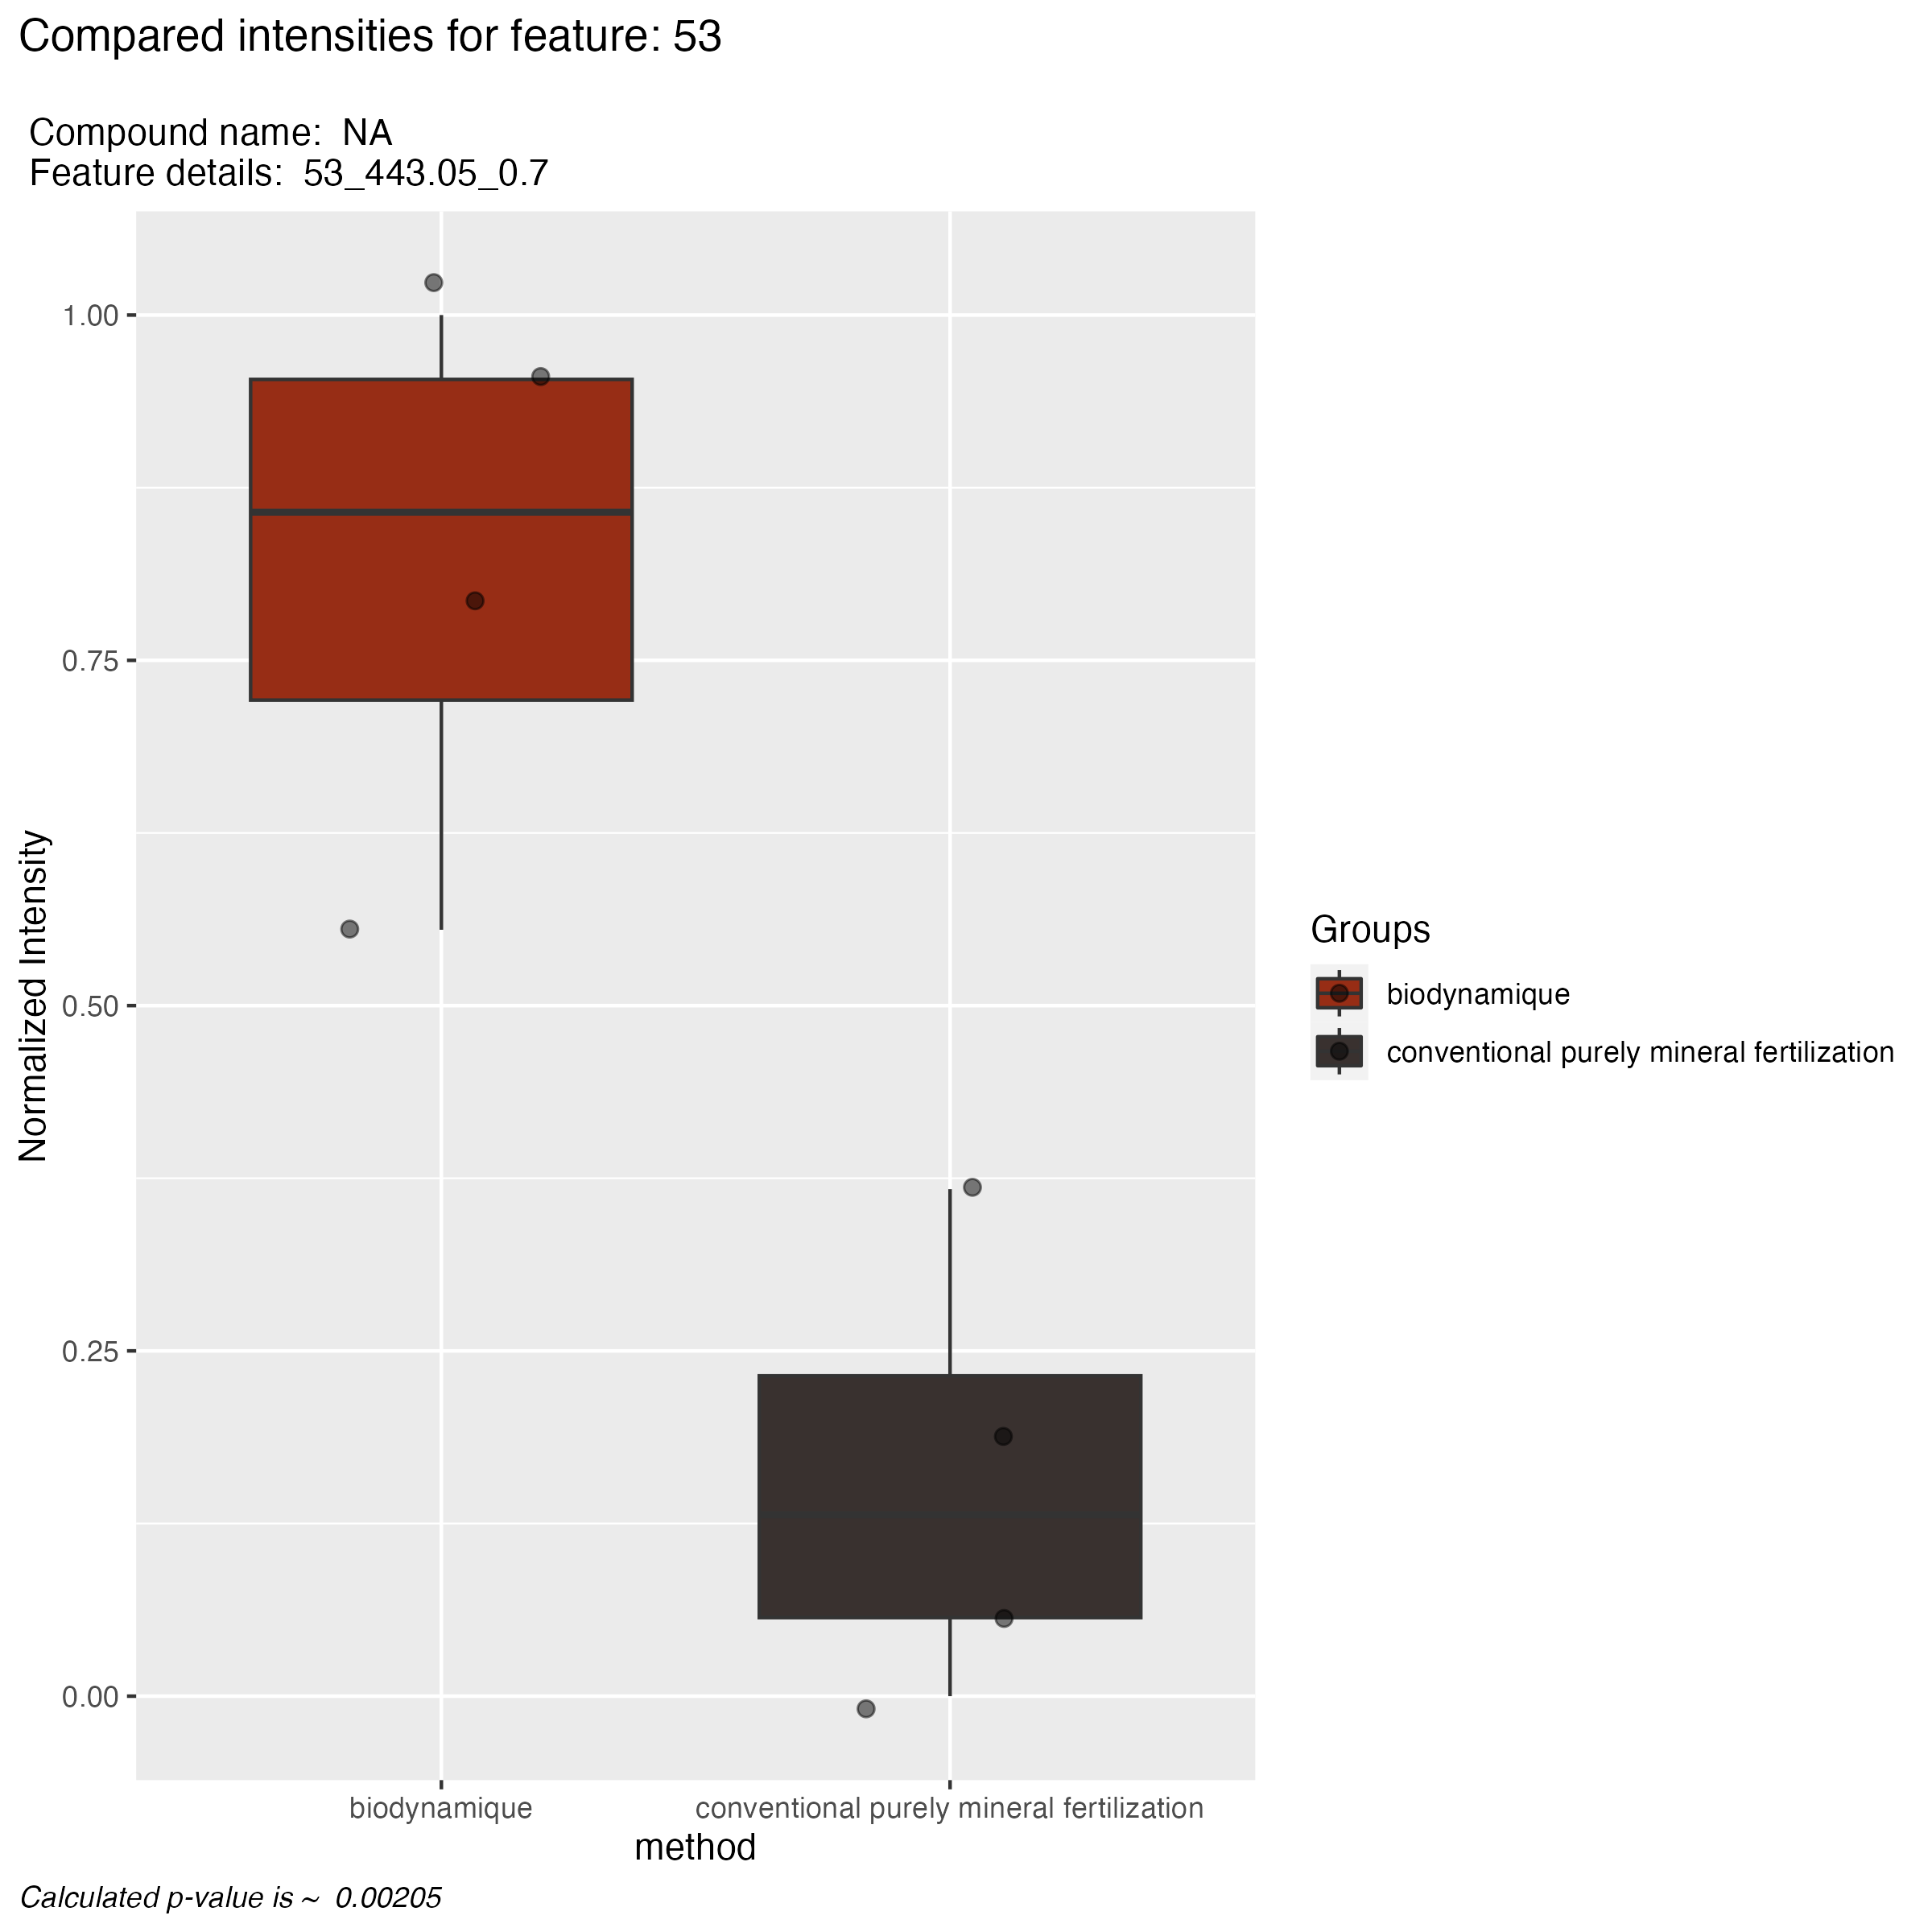 Compared intensities for feature: 53
Compound name:  NA
Feature details:  53_443.05_0.7
Normalized Intensity
1.00
0.75
0.50
0.25
0.00
biodynamique
conventional purely mineral fertilization
method
Groups
biodynamique
conventional purely mineral fertilization
Calculated p-value is ~  0.00205